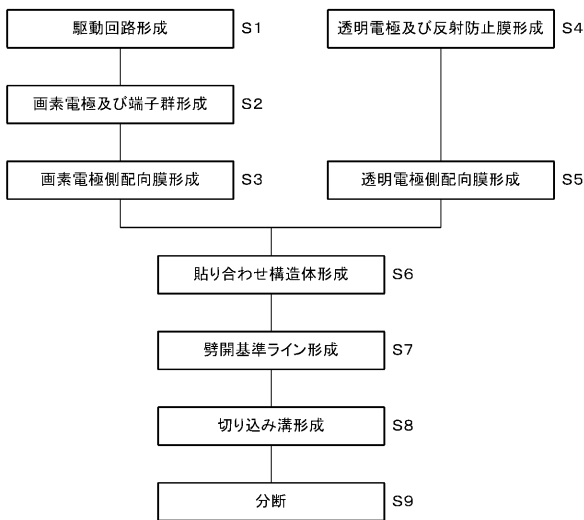 駆動回路形成 S1
透明電極及び反射防止膜形成 S4
画素電極及び端子群形成 S2
画素電極側配向膜形成 S3
透明電極側配向膜形成 S5
貼り合わせ構造体形成 S6
劈開基準ライン形成 S7
切り込み溝形成 S8
分断 S9